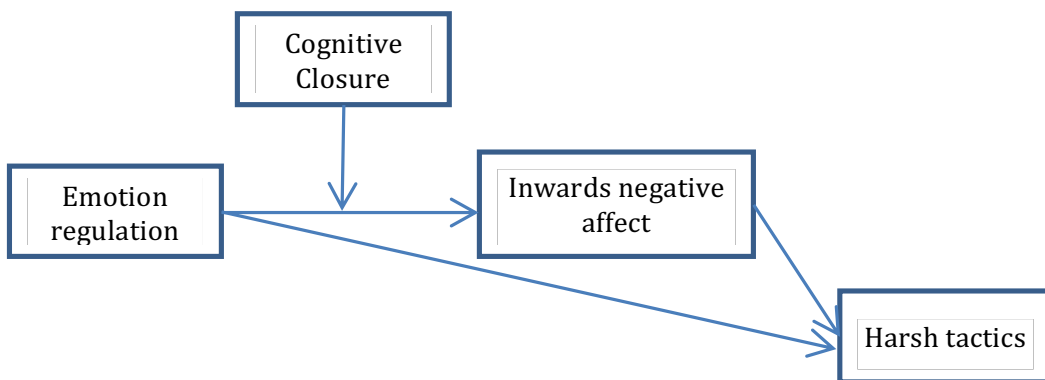 Cognitive
Closure
Emotion
regulation
Inwards negative
affect
Harsh tactics